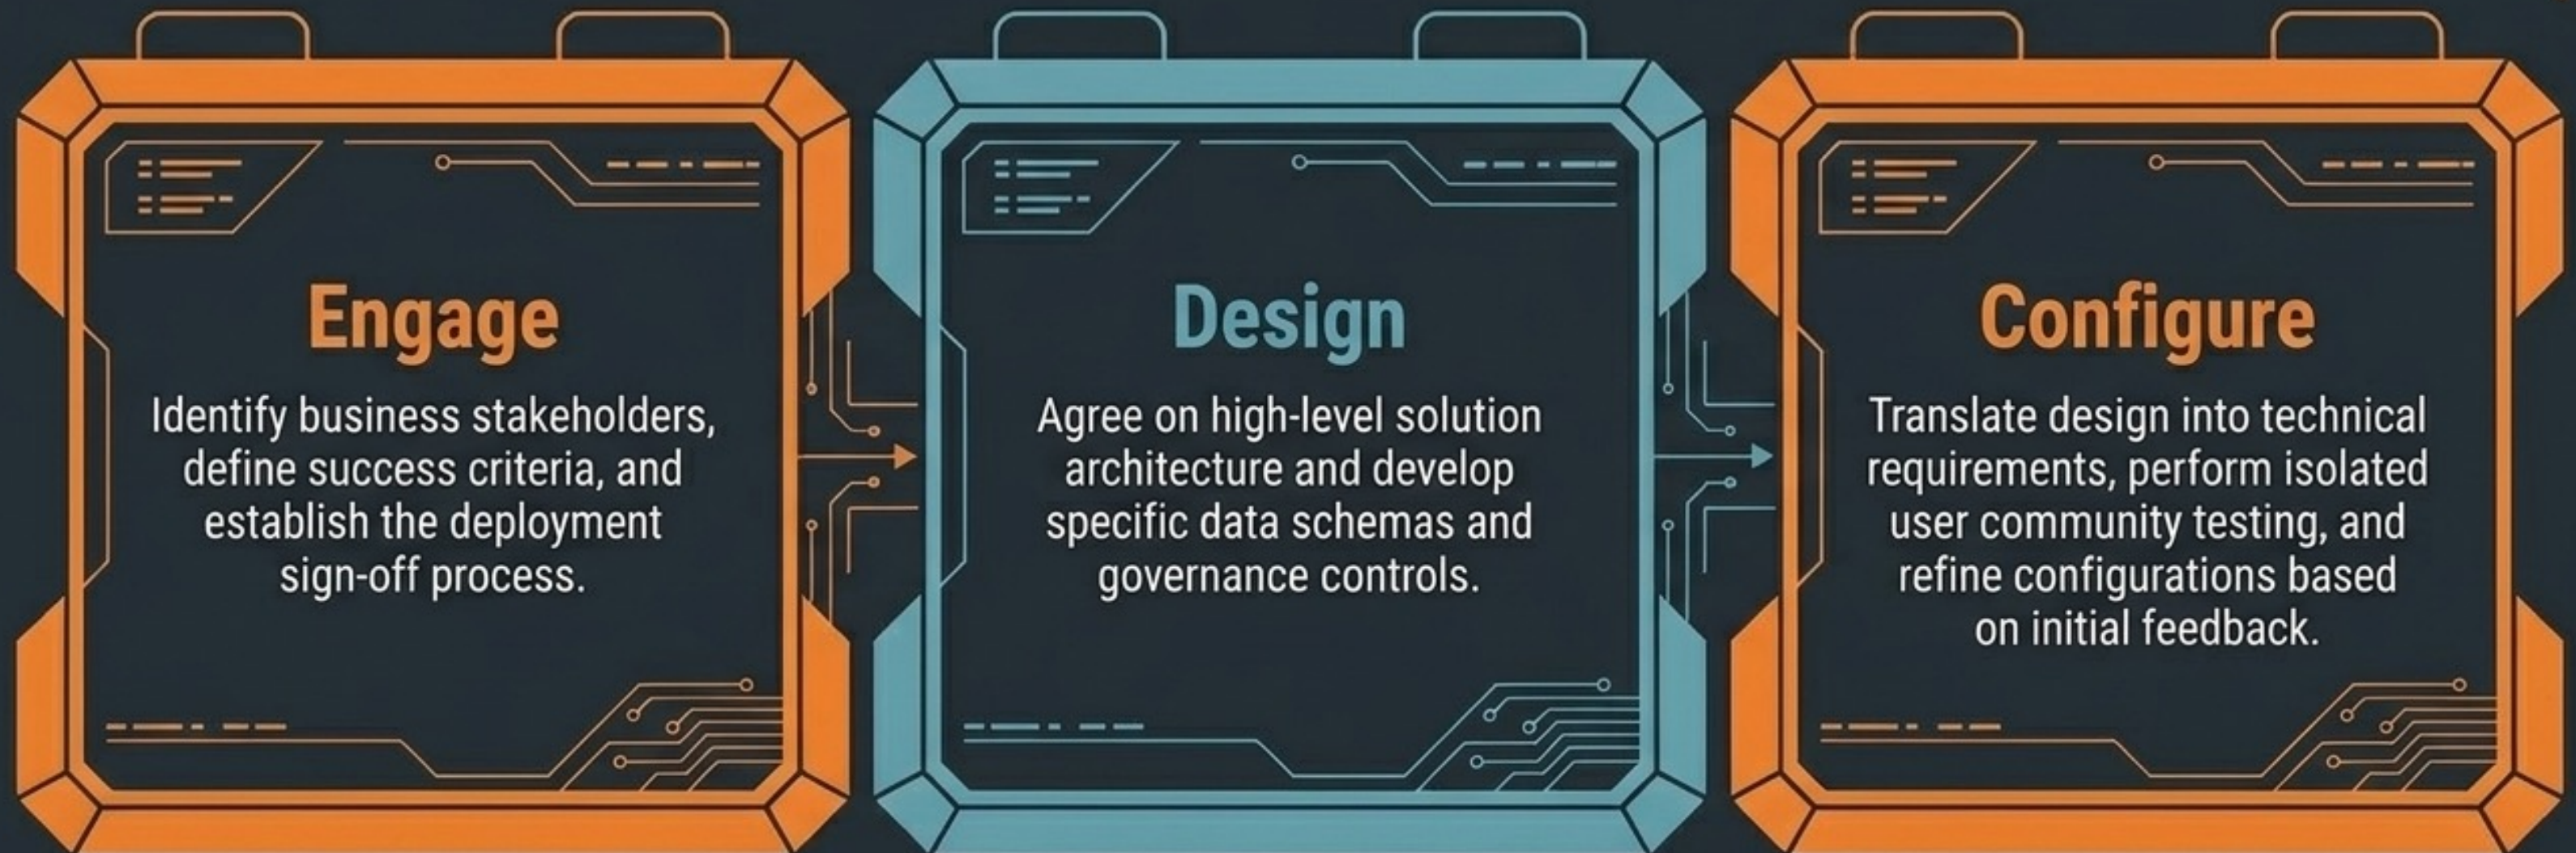 Engage
Identify business stakeholders,
define success criteria, and
establish the deployment
sign-off process.
Design
Agree on high-level solution
architecture and develop
specific data schemas and
governance controls.
Configure
Translate design into technical
requirements, perform isolated
user community testing, and
refine configurations based
on initial feedback.